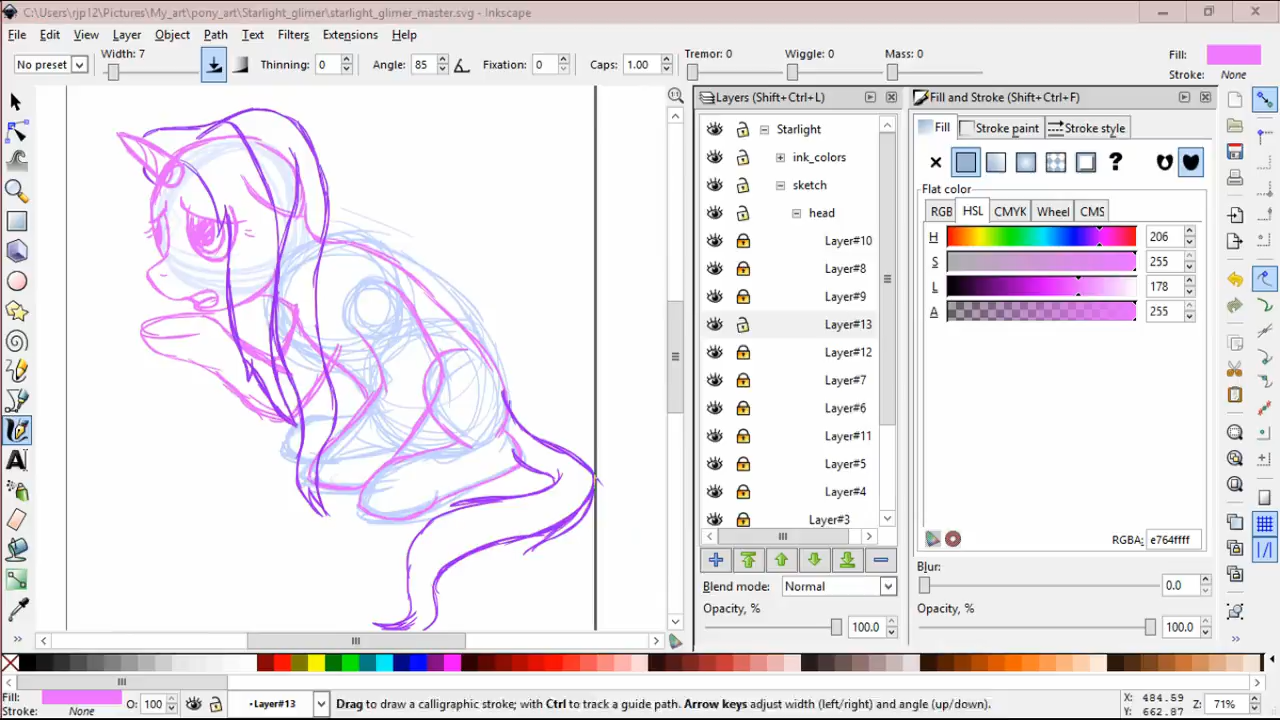 C:\Users\rjp12\Pictures\My_art\pony_art\Starlight_glimer\starlight_glimer_master.svg - Inkscape
File Edit View Layer Object Path Text Filters Extensions Help
No preset Width: 7 Thinning: 0 Angle: 85 Fixation: 0 Caps: 1.00 Tremor: 0 Wiggle: 0 Mass: 0 Fill:
Stroke: None
Layers (Shift+Ctrl+L)
Starlight
ink_colors
sketch
head
Layer#10
Layer#8
Layer#9
Layer#13
Layer#12
Layer#7
Layer#6
Layer#11
Layer#5
Layer#4
Layer#3
Blend mode: Normal
Opacity, % 100.0
Fill and Stroke (Shift+Ctrl+F)
Fill Stroke paint Stroke style
?
Flat color
RGB HSL CMYK Wheel CMS
H 206
S 255
L 178
A 255
RGBA: e764ffff
Blur:
0.0
Opacity, %
100.0
Fill:
Stroke: None
O: 100 Layer#13 Drag to draw a calligraphic stroke; with Ctrl to track a guide path. Arrow keys adjust width (left/right) and angle (up/down).
X: 484.59
Y: 662.87
Z: 71%